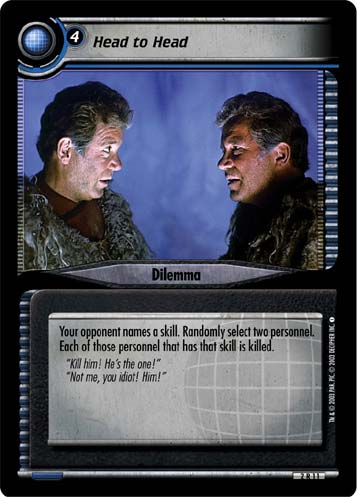 4 Head to Head
Dilemma
Your opponent names a skill. Randomly select two personnel.
Each of those personnel that has that skill is killed.
"Kill him! He's the one!"
"Not me, you idiot! Him!"
TM & © 2003 PAR. PIC. © 2003 DECIPHER INC.
2 R 11